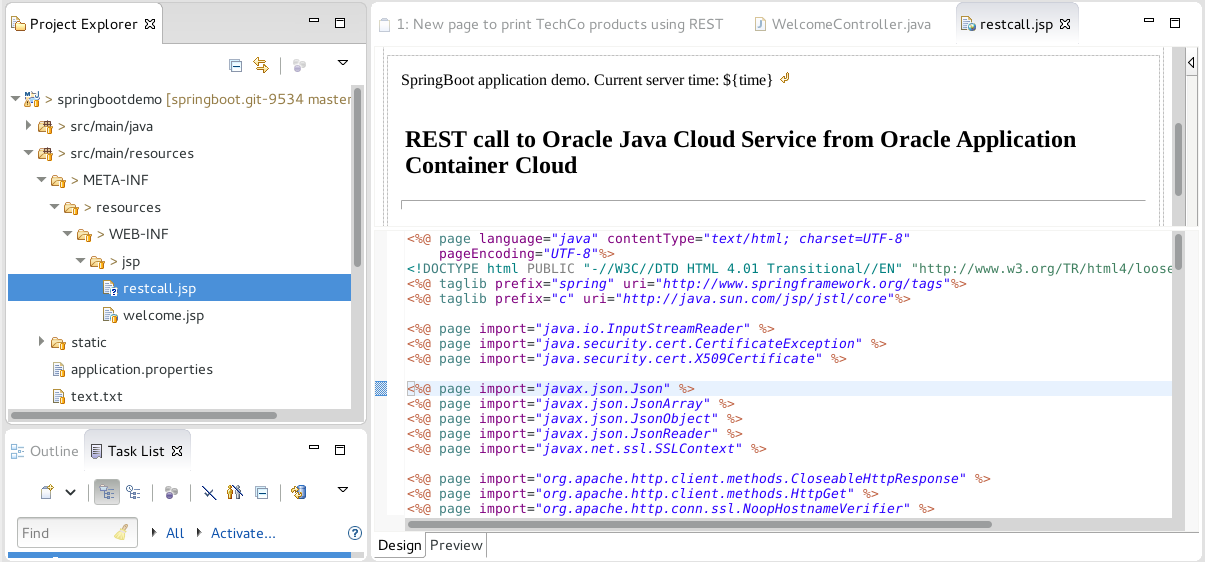 Project Explorer
> springbootdemo [springboot.git-9534 master
> src/main/java
> src/main/resources
> META-INF
> resources
> WEB-INF
> jsp
restcall.jsp
welcome.jsp
static
application.properties
text.txt
Outline
Task List
Find
All
Activate...
1: New page to print TechCo products using REST
WelcomeController.java
restcall.jsp
SpringBoot application demo. Current server time: ${time}
REST call to Oracle Java Cloud Service from Oracle Application
Container Cloud
<%@ page language="java" contentType="text/html; charset=UTF-8"
pageEncoding="UTF-8"%>
<!DOCTYPE html PUBLIC "-//W3C//DTD HTML 4.01 Transitional//EN" "http://www.w3.org/TR/html4/loose
<%@ taglib prefix="spring" uri="http://www.springframework.org/tags"%>
<%@ taglib prefix="c" uri="http://java.sun.com/jsp/jstl/core"%>
<%@ page import="java.io.InputStreamReader" %>
<%@ page import="java.security.cert.CertificateException" %>
<%@ page import="java.security.cert.X509Certificate" %>
<%@ page import="javax.json.Json" %>
<%@ page import="javax.json.JsonArray" %>
<%@ page import="javax.json.JsonObject" %>
<%@ page import="javax.json.JsonReader" %>
<%@ page import="javax.net.ssl.SSLContext" %>
<%@ page import="org.apache.http.client.methods.CloseableHttpResponse" %>
<%@ page import="org.apache.http.client.methods.HttpGet" %>
<%@ page import="org.apache.http.conn.ssl.NoopHostnameVerifier" %>
Design
Preview